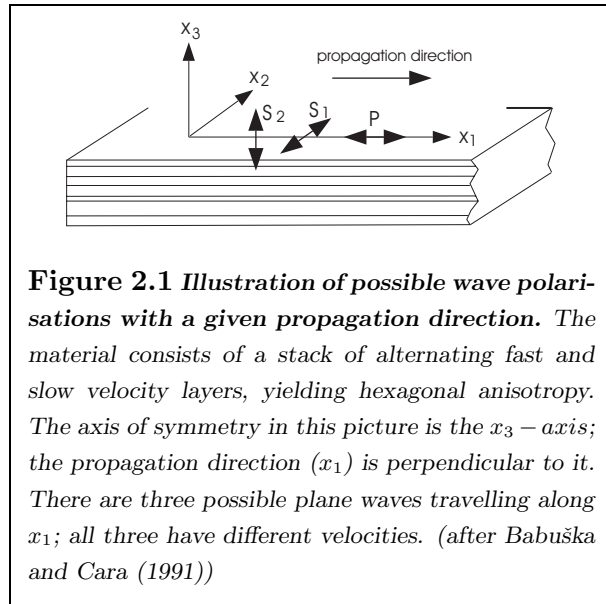 x3
propagation direction
x2
S2
S1
P
x1
Figure 2.1 Illustration of possible wave polari-
sations with a given propagation direction. The
material consists of a stack of alternating fast and
slow velocity layers, yielding hexagonal anisotropy.
The axis of symmetry in this picture is the x₃ − axis;
the propagation direction (x₁) is perpendicular to it.
There are three possible plane waves travelling along
x₁; all three have different velocities. (after Babuška
and Cara (1991))